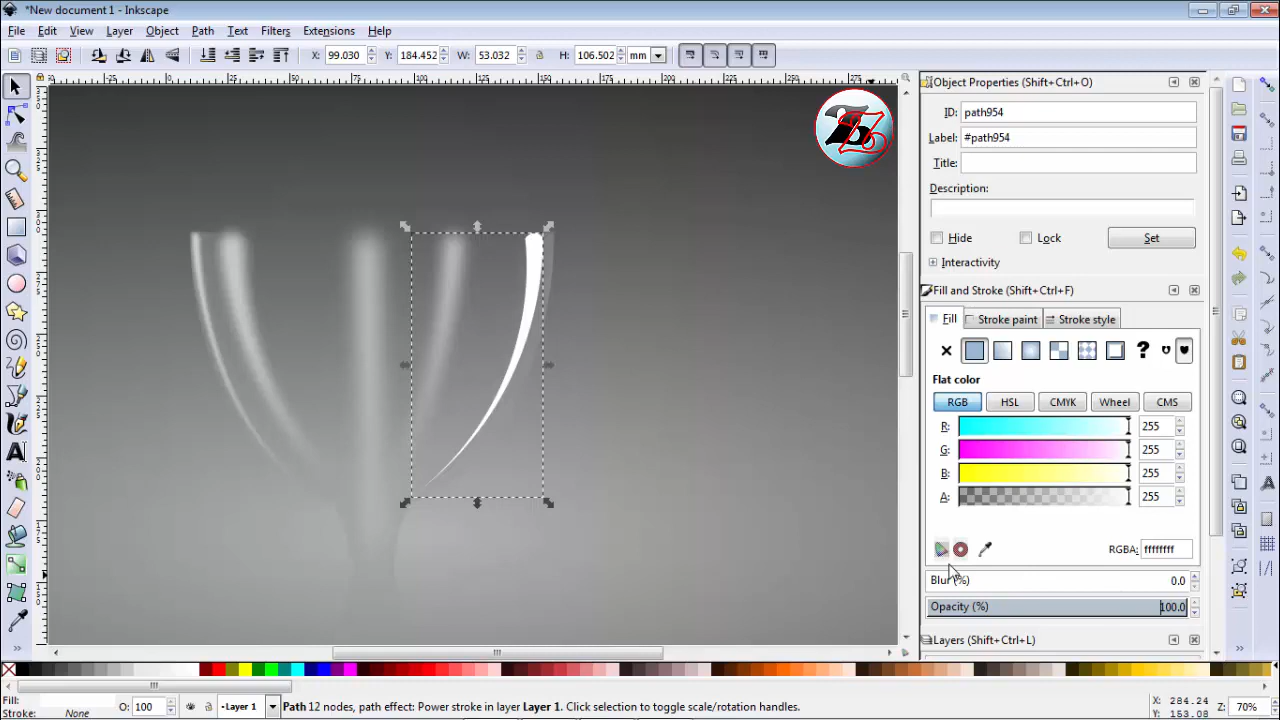 *New document 1 - Inkscape
File Edit View Layer Object Path Text Filters Extensions Help
X: 99.030 Y: 184.452 W: 53.032 H: 106.502 mm
Object Properties (Shift+Ctrl+O)
ID: path954
Label: #path954
Title:
Description:
Hide Lock Set
Interactivity
Fill and Stroke (Shift+Ctrl+F)
Fill Stroke paint Stroke style
Flat color
RGB HSL CMYK Wheel CMS
R: 255
G: 255
B: 255
A: 255
RGBA: ffffffff
Blur (%) 0.0
Opacity (%) 100.0
Layers (Shift+Ctrl+L)
Fill:
Stroke: None
O: 100
Layer 1
Path 12 nodes, path effect: Power stroke in layer Layer 1. Click selection to toggle scale/rotation handles.
X: 284.24
Y: 153.08
Z: 70%